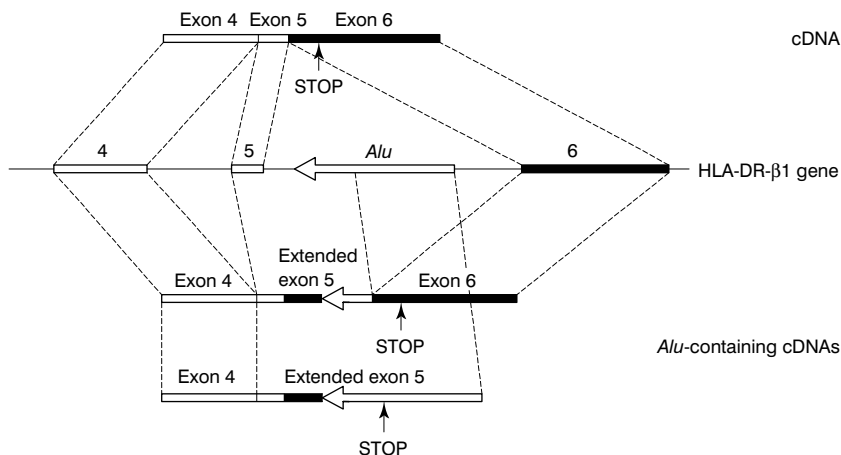 Exon 4 Exon 5 Exon 6
cDNA
STOP
4 5 Alu 6
HLA-DR-β1 gene
Extended
Exon 4 exon 5 Exon 6
STOP
Alu-containing cDNAs
Exon 4 Extended exon 5
STOP